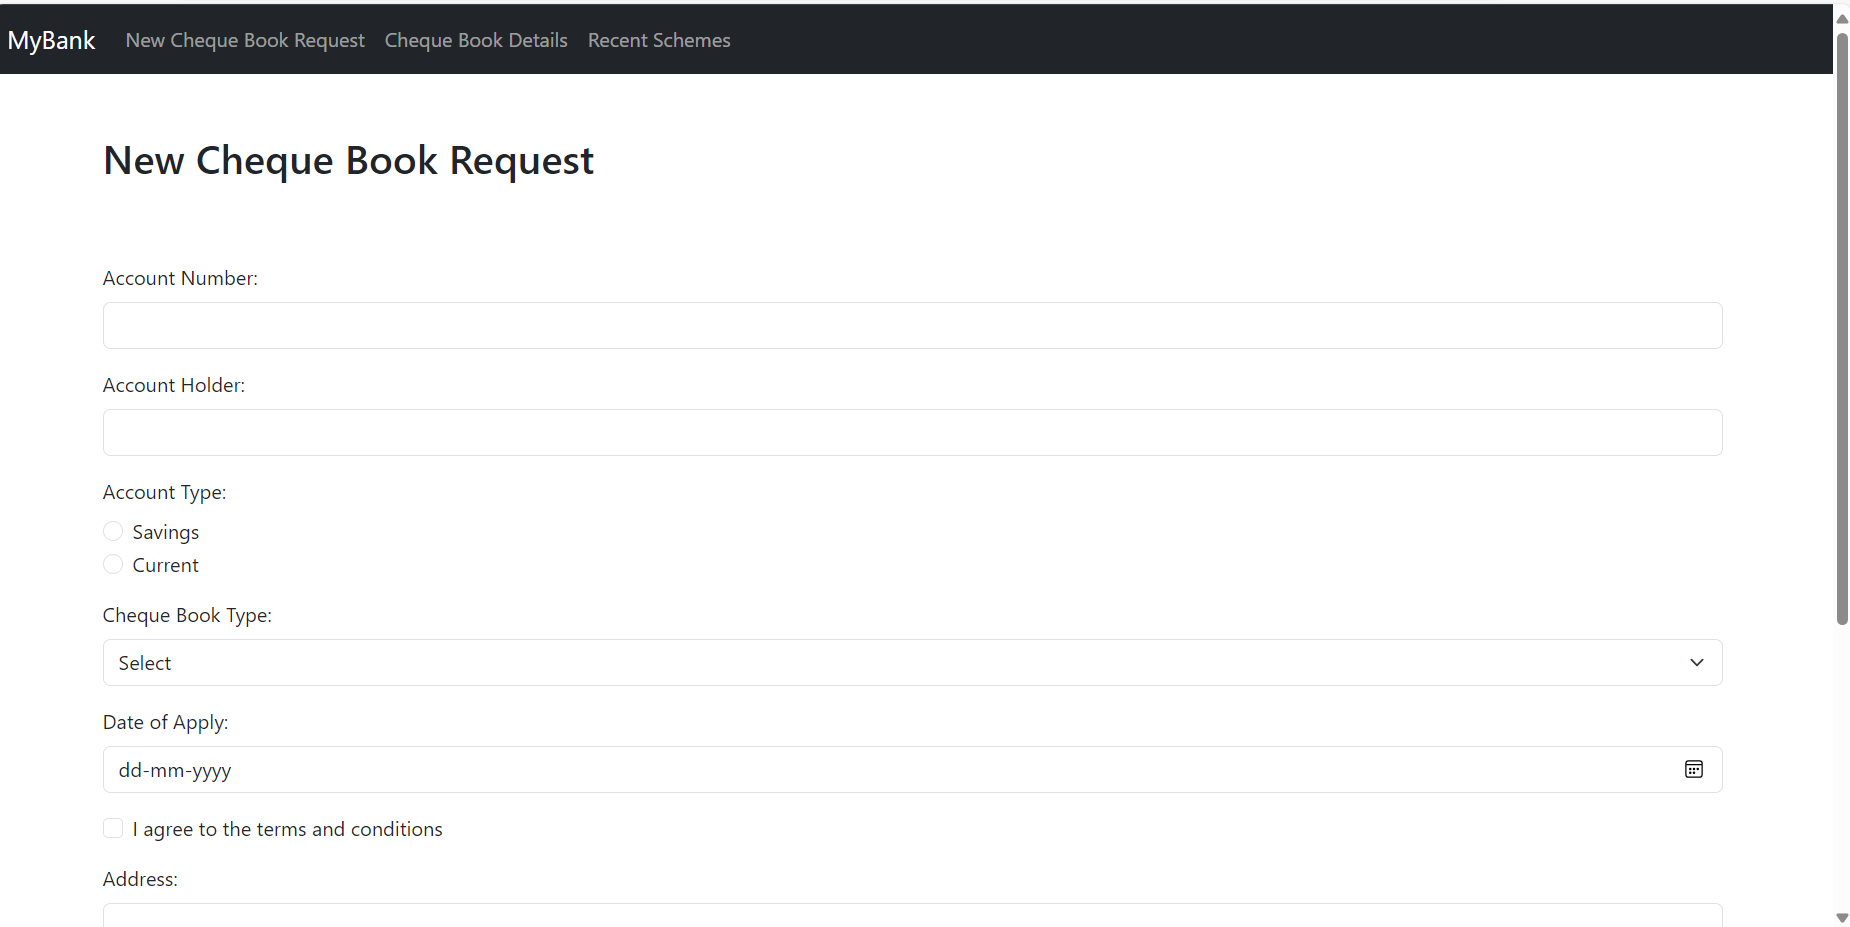 MyBank New Cheque Book Request Cheque Book Details Recent Schemes
New Cheque Book Request
Account Number:
Account Holder:
Account Type:
Savings
Current
Cheque Book Type:
Select
Date of Apply:
dd-mm-yyyy
I agree to the terms and conditions
Address: